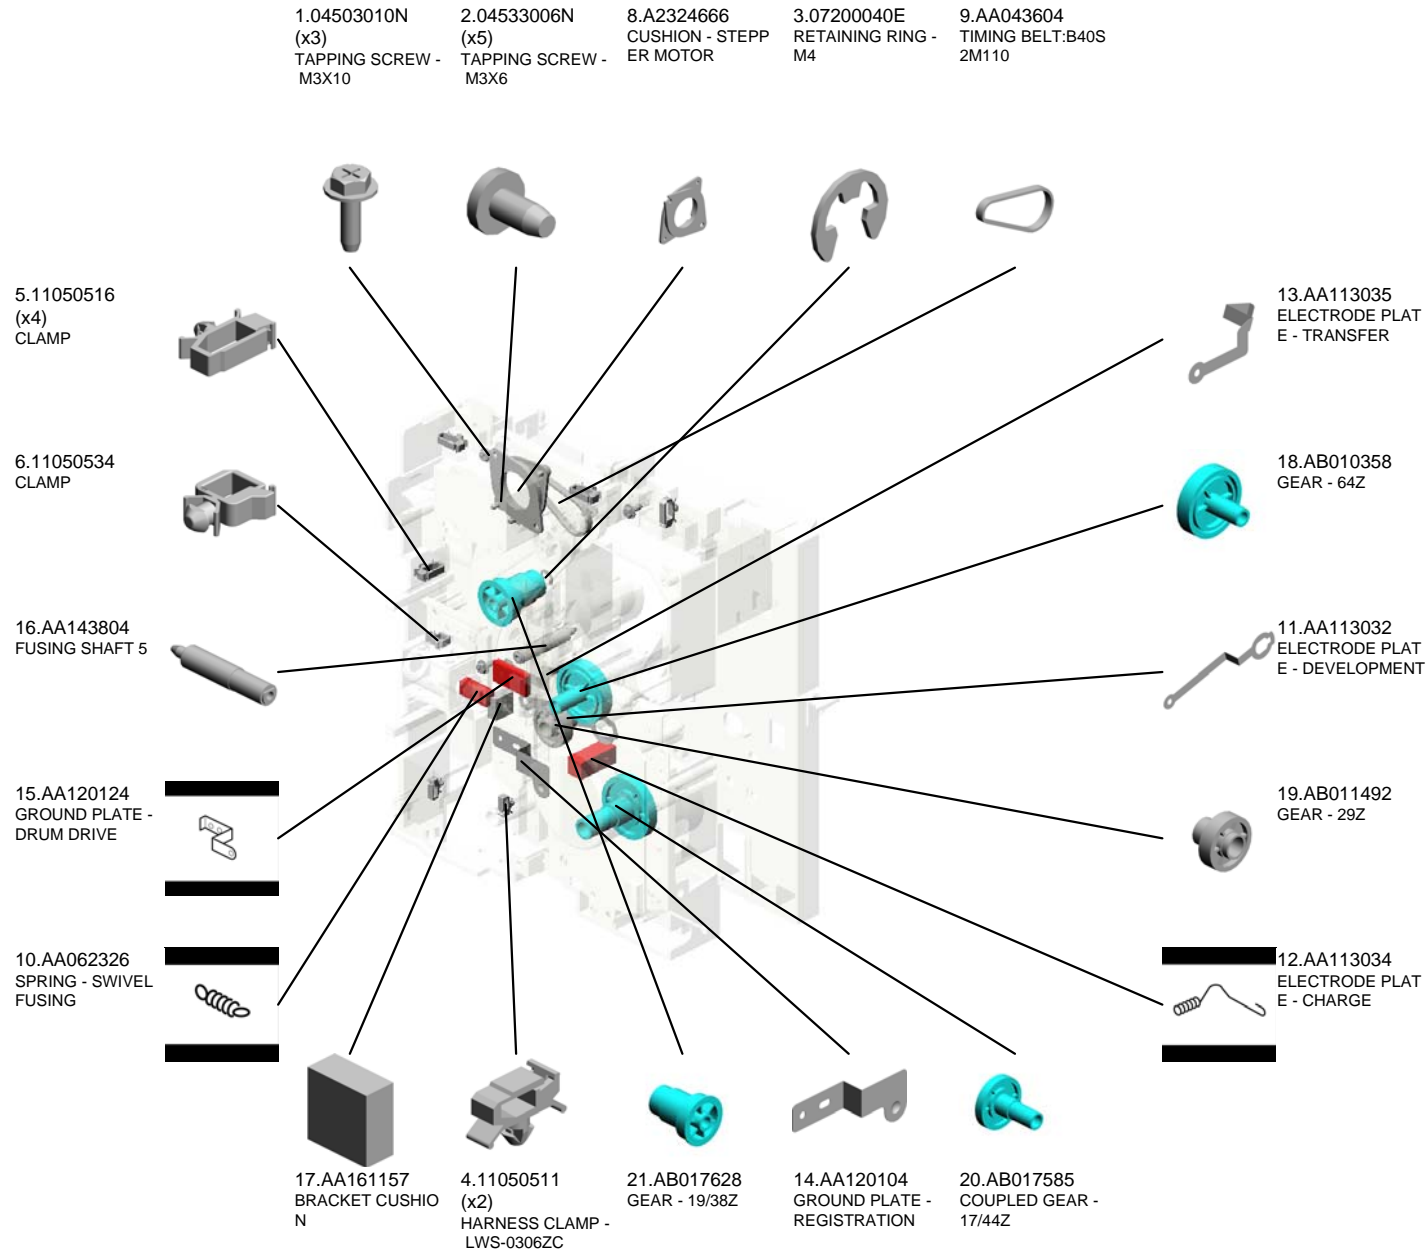 1.04503010N
(x3)
TAPPING SCREW -
M3X10
2.04533006N
(x5)
TAPPING SCREW -
M3X6
8.A2324666
CUSHION - STEPP
ER MOTOR
3.07200040E
RETAINING RING -
M4
9.AA043604
TIMING BELT:B40S
2M110
5.11050516
(x4)
CLAMP
13.AA113035
ELECTRODE PLAT
E - TRANSFER
6.11050534
CLAMP
18.AB010358
GEAR - 64Z
16.AA143804
FUSING SHAFT 5
11.AA113032
ELECTRODE PLAT
E - DEVELOPMENT
15.AA120124
GROUND PLATE -
DRUM DRIVE
19.AB011492
GEAR - 29Z
10.AA062326
SPRING - SWIVEL
FUSING
12.AA113034
ELECTRODE PLAT
E - CHARGE
17.AA161157
BRACKET CUSHIO
N
4.11050511
(x2)
HARNESS CLAMP -
LWS-0306ZC
21.AB017628
GEAR - 19/38Z
14.AA120104
GROUND PLATE -
REGISTRATION
20.AB017585
COUPLED GEAR -
17/44Z